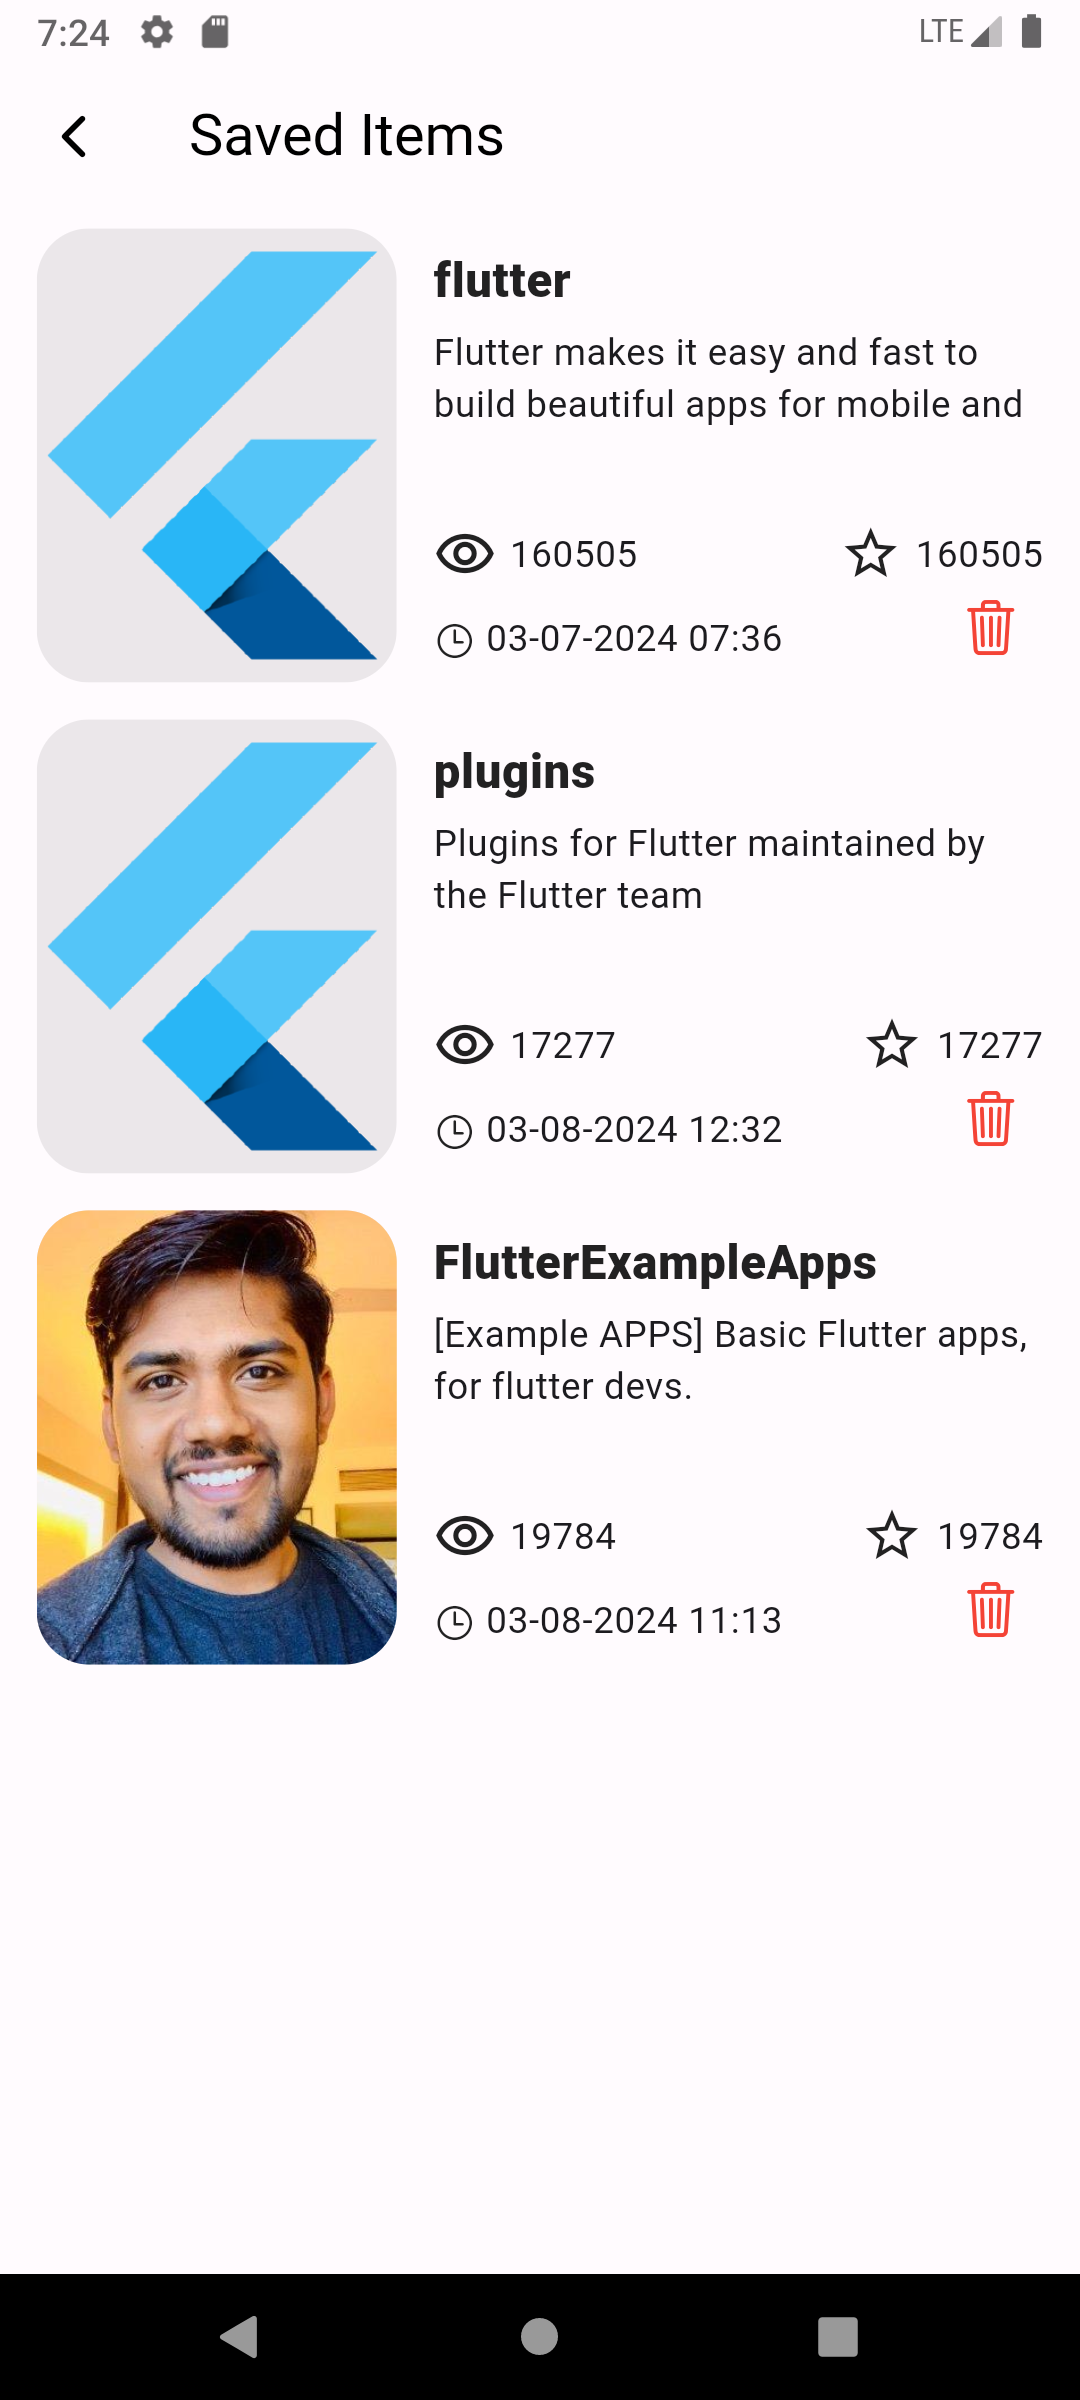 7:24
LTE
Saved Items
flutter
Flutter makes it easy and fast to
build beautiful apps for mobile and
160505
160505
03-07-2024 07:36
plugins
Plugins for Flutter maintained by
the Flutter team
17277
17277
03-08-2024 12:32
FlutterExampleApps
[Example APPS] Basic Flutter apps,
for flutter devs.
19784
19784
03-08-2024 11:13